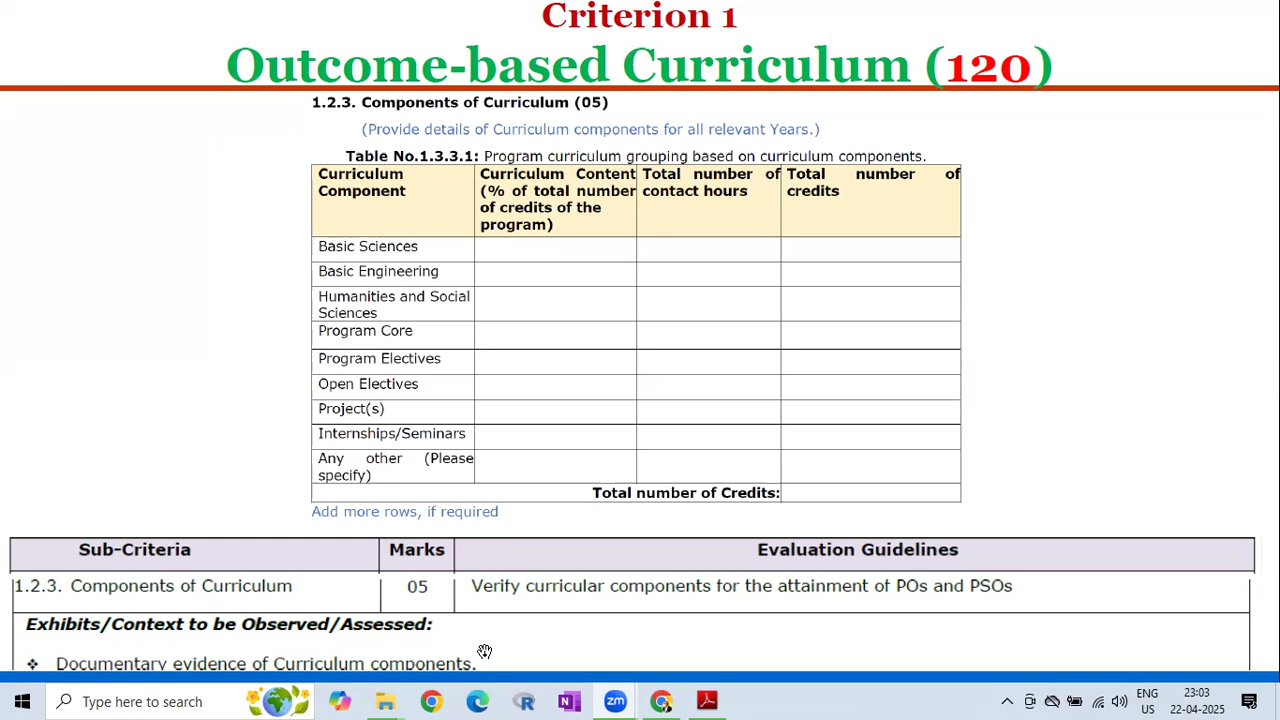 Criterion 1
Outcome-based Curriculum (120)
1.2.3. Components of Curriculum (05)
(Provide details of Curriculum components for all relevant Years.)
Table No.1.3.3.1: Program curriculum grouping based on curriculum components.
Curriculum Component
Curriculum Content (% of total number of credits of the program)
Total number of contact hours
Total number of credits
Basic Sciences
Basic Engineering
Humanities and Social Sciences
Program Core
Program Electives
Open Electives
Project(s)
Internships/Seminars
Any other (Please specify)
Total number of Credits:
Add more rows, if required
Sub-Criteria Marks Evaluation Guidelines
1.2.3. Components of Curriculum 05 Verify curricular components for the attainment of POs and PSOs
Exhibits/Context to be Observed/Assessed:
❖ Documentary evidence of Curriculum components.
Type here to search
zm
ENG
US
23:03
22-04-2025